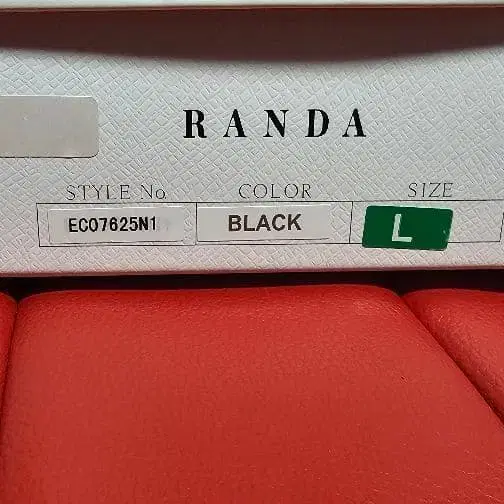 RANDA
STYLE No. COLOR SIZE
EC07625N1 BLACK L